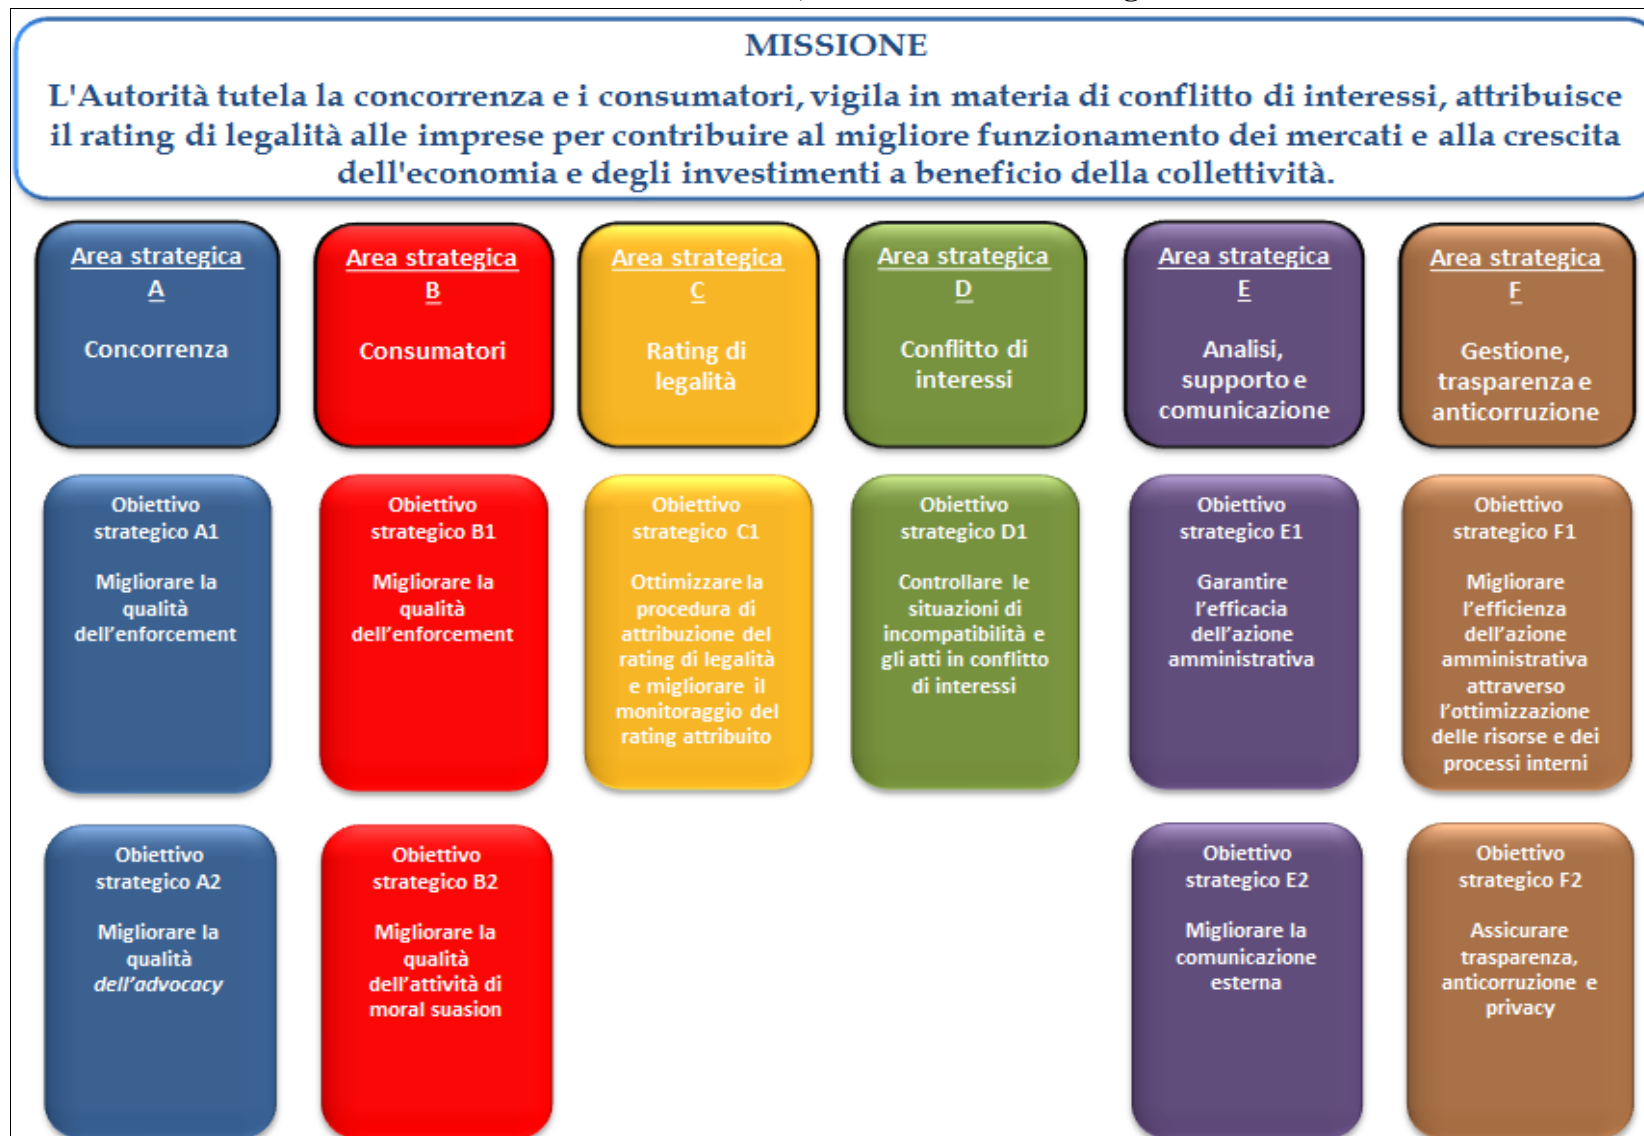 MISSIONE
L'Autorità tutela la concorrenza e i consumatori, vigila in materia di conflitto di interessi, attribuisce
il rating di legalità alle imprese per contribuire al migliore funzionamento dei mercati e alla crescita
dell'economia e degli investimenti a beneficio della collettività.
Area strategica
A
Concorrenza
Area strategica
B
Consumatori
Area strategica
C
Rating di
legalità
Area strategica
D
Conflitto di
interessi
Area strategica
E
Analisi,
supporto e
comunicazione
Area strategica
F
Gestione,
trasparenza e
anticorruzione
Obiettivo
strategico A1
Migliorare la
qualità
dell'enforcement
Obiettivo
strategico B1
Migliorare la
qualità
dell'enforcement
Obiettivo
strategico C1
Ottimizzare la
procedura di
attribuzione del
rating di legalità
e migliorare il
monitoraggio del
rating attribuito
Obiettivo
strategico D1
Controllare le
situazioni di
incompatibilità e
gli atti in conflitto
di interessi
Obiettivo
strategico E1
Garantire
l'efficacia
dell'azione
amministrativa
Obiettivo
strategico F1
Migliorare
l'efficienza
dell'azione
amministrativa
attraverso
l'ottimizzazione
delle risorse e dei
processi interni
Obiettivo
strategico A2
Migliorare la
qualità
dell'advocacy
Obiettivo
strategico B2
Migliorare la
qualità
dell'attività di
moral suasion
Obiettivo
strategico E2
Migliorare la
comunicazione
esterna
Obiettivo
strategico F2
Assicurare
trasparenza,
anticorruzione e
privacy